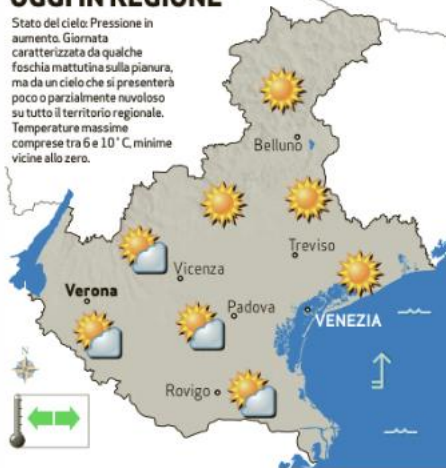 OGGI IN REGIONE
Stato del cielo: Pressione in
aumento. Giornata
caratterizzata da qualche
foschia mattutina sulla pianura,
ma da un cielo che si presenterà
poco o parzialmente nuvoloso
su tutto il territorio regionale.
Temperature massime
comprese tra 6 e 10°C, minime
vicine allo zero.
Belluno
Treviso
Vicenza
Verona
Padova
VENEZIA
Rovigo
N